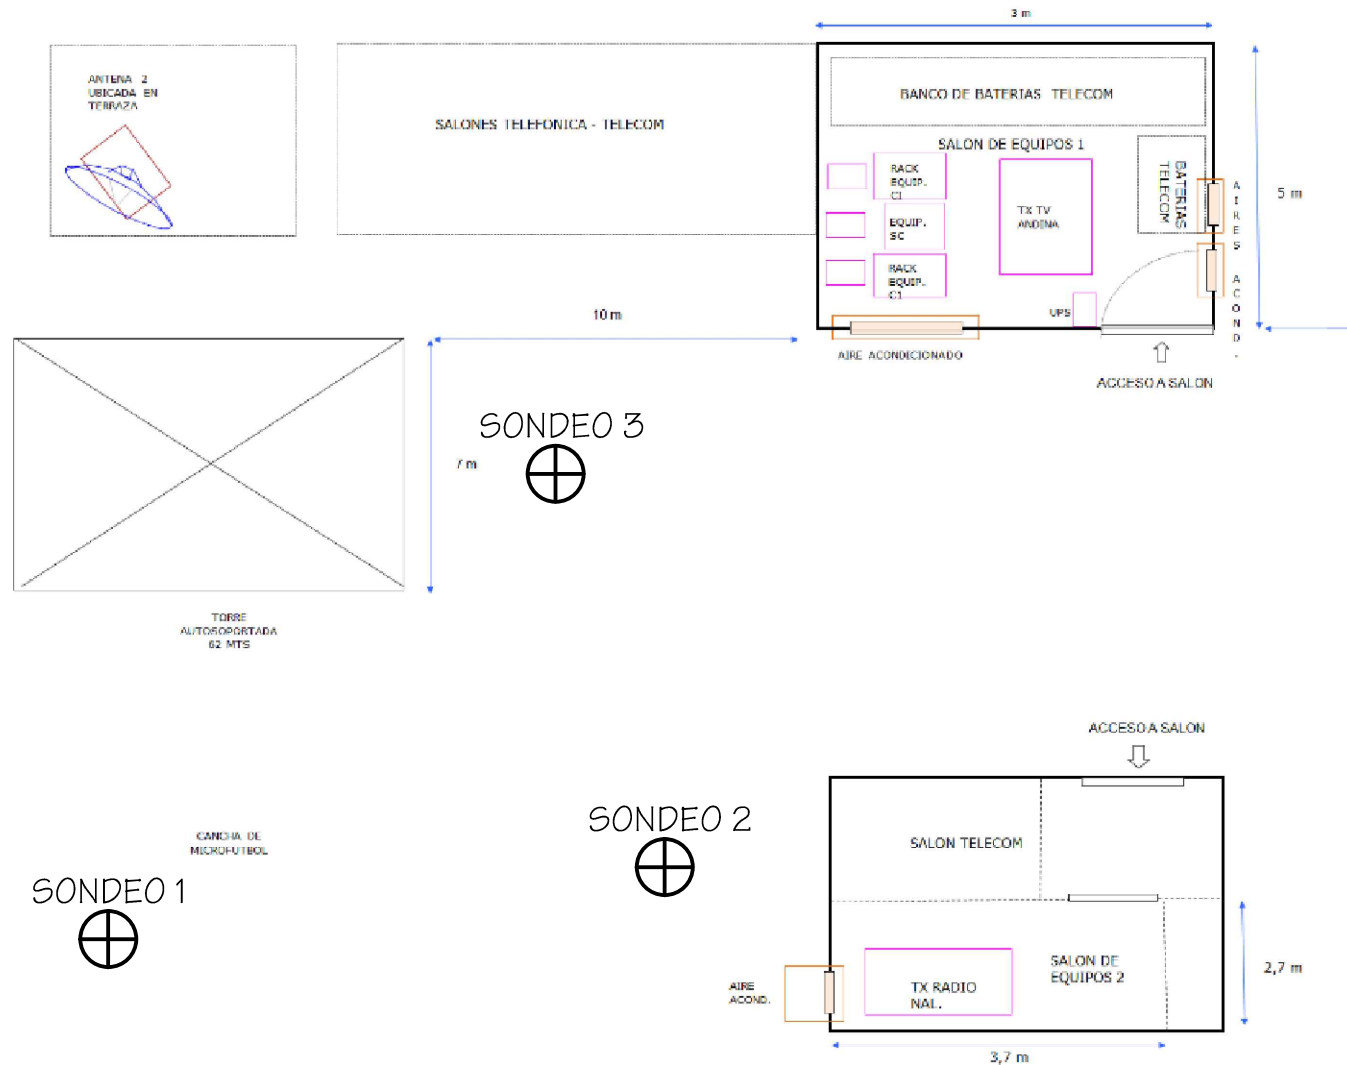 3 m
ANTENA 2
UBICADA EN
TERRAZA
SALONES TELEFONICA - TELECOM
BANCO DE BATERIAS TELECOM
SALON DE EQUIPOS 1
BATERIAS
TELECOM
RACK
EQUIP.
C1
EQUIP.
SC
RACK
EQUIP.
C1
TX TV
ANDINA
UPS
AIRES ACOND.
5 m
AIRE ACONDICIONADO
ACCESO A SALON
10 m
7 m
SONDEO 3
TORRE
AUTOSOPORTADA
62 MTS
ACCESO A SALON
SONDEO 2
SALON TELECOM
CANCHA DE
MICROFUTBOL
SONDEO 1
AIRE
ACOND.
TX RADIO
NAL.
SALON DE
EQUIPOS 2
2,7 m
3,7 m